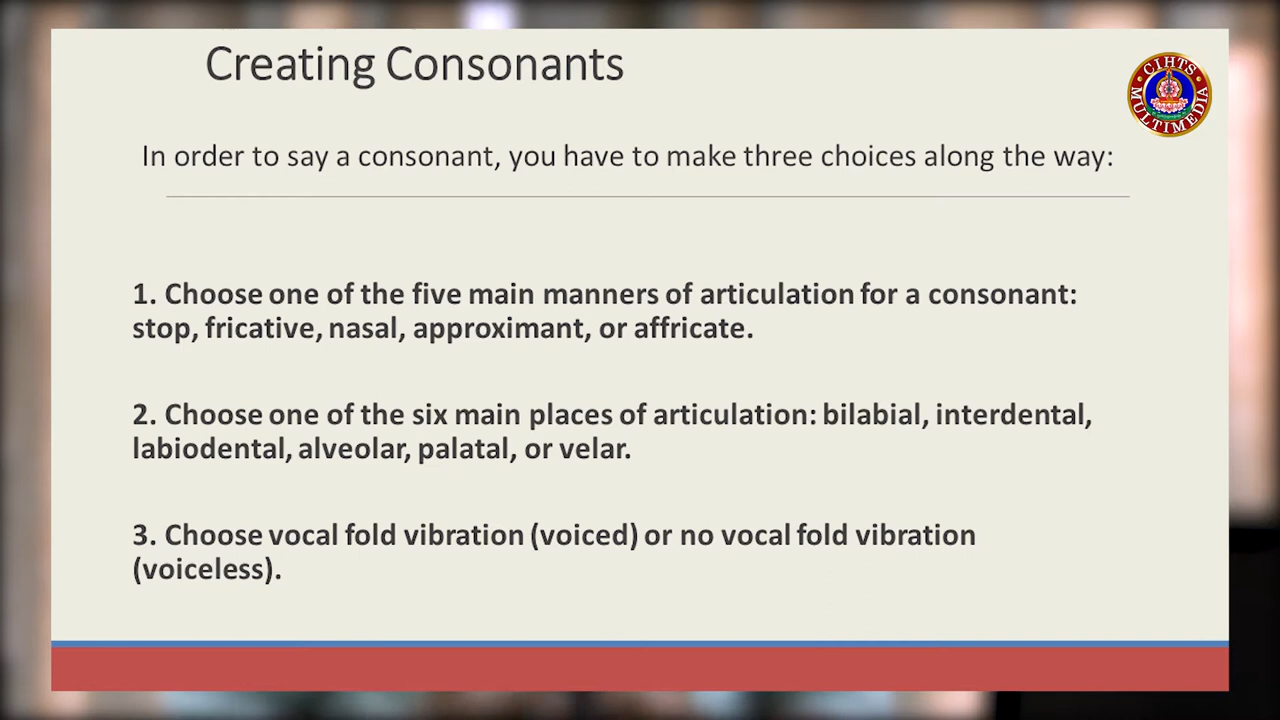 Creating Consonants
CIHTS
MULTIMEDIA
In order to say a consonant, you have to make three choices along the way:
1. Choose one of the five main manners of articulation for a consonant:
stop, fricative, nasal, approximant, or affricate.
2. Choose one of the six main places of articulation: bilabial, interdental,
labiodental, alveolar, palatal, or velar.
3. Choose vocal fold vibration (voiced) or no vocal fold vibration
(voiceless).